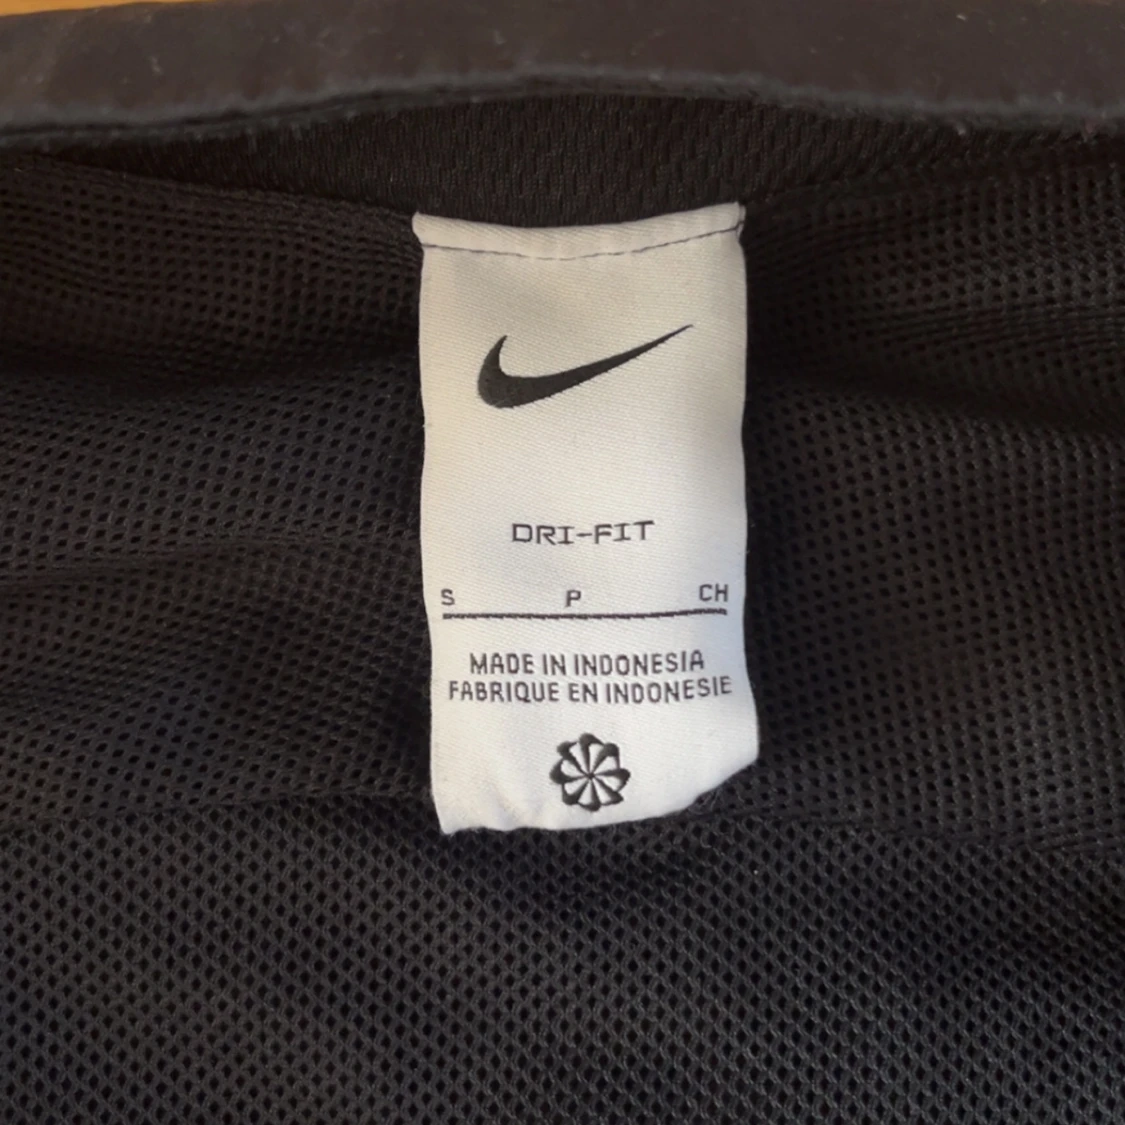 DRI-FIT
S P CH
MADE IN INDONESIA
FABRIQUE EN INDONESIE